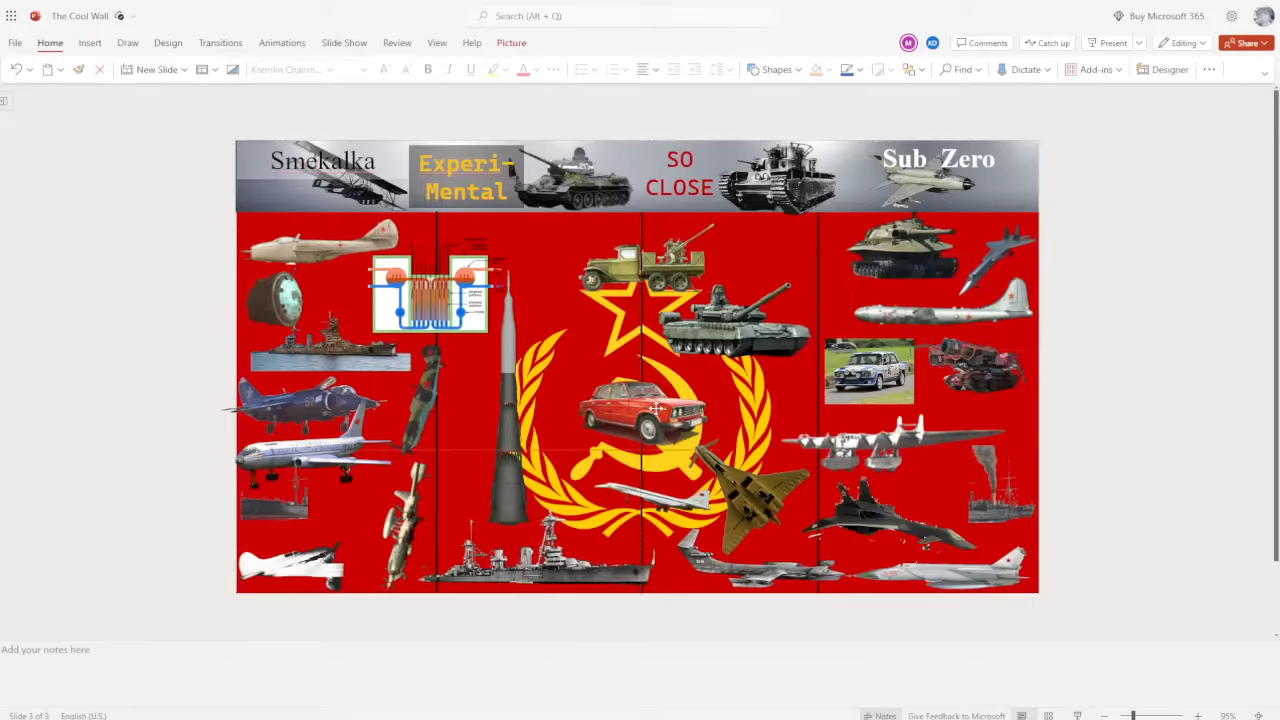 The Cool Wall
Search (Alt + Q)
Buy Microsoft 365
File Home Insert Draw Design Transitions Animations Slide Show Review View Help Picture
M KD Comments Catch up Present Editing Share
New Slide Kremlin Chairm... B I U A Shapes Find Dictate Add-ins Designer
Smekalka
Experi-
Mental
SO
CLOSE
Sub Zero
Add your notes here
Slide 3 of 3 English (U.S.) Notes Give Feedback to Microsoft 95%